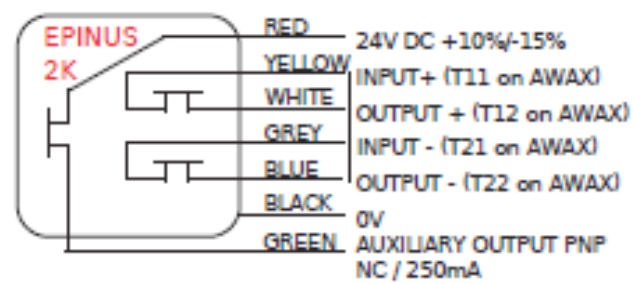 EPINUS
2K
RED
24V DC +10%/-15%
YELLOW
INPUT+ (T11 on AWAX)
WHITE
OUTPUT + (T12 on AWAX)
GREY
INPUT - (T21 on AWAX)
BLUE
OUTPUT - (T22 on AWAX)
BLACK
0V
GREEN
AUXILIARY OUTPUT PNP
NC / 250mA